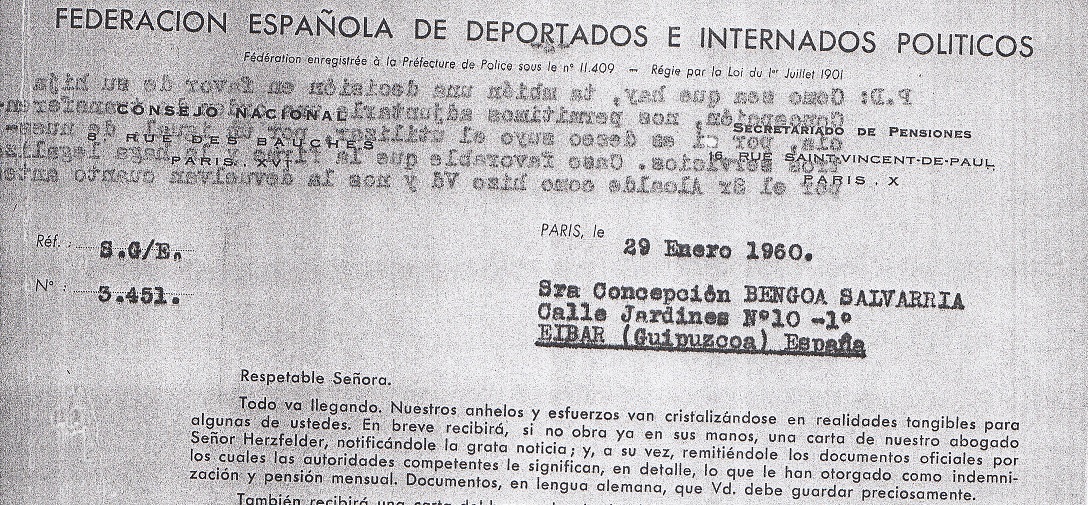 FEDERACION ESPAÑOLA DE DEPORTADOS E INTERNADOS POLITICOS
Fédération enregistrée à la Préfecture de Police sous le nº 11.409 — Régie par la Loi du 1er Juillet 1901
CONSEJO NACIONAL
8, RUE DES BAUCHES
PARIS. XVI
SECRETARIADO DE PENSIONES
16, RUE SAINT-VINCENT-DE-PAUL
PARIS. X
Réf. : S.G/E.
Nº : 3.451.
PARIS, le 29 Enero 1960.
Sra Concepción BENGOA SALVARRIA
Calle Jardines Nº10 -1º
EIBAR (Guipuzcoa) España
Respetable Señora.
Todo va llegando. Nuestros anhelos y esfuerzos van cristalizándose en realidades tangibles para
algunas de ustedes. En breve recibirá, si no obra ya en sus manos, una carta de nuestro abogado
Señor Herzfelder, notificándole la grata noticia; y, a su vez, remitiéndole los documentos oficiales por
los cuales las autoridades competentes le significan, en detalle, lo que le han otorgado como indemni-
zación y pensión mensual. Documentos, en lengua alemana, que Vd. debe guardar preciosamente.
También recibirá una carta